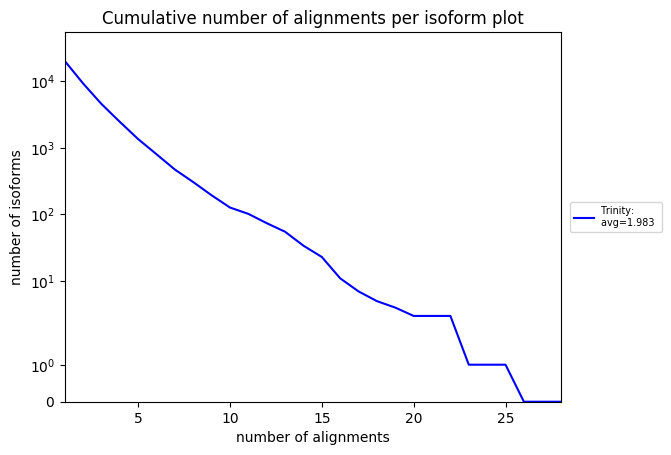 Cumulative number of alignments per isoform plot
number of isoforms
10^4
10^3
10^2
10^1
10^0
0
5
10
15
20
25
number of alignments
Trinity:
avg=1.983